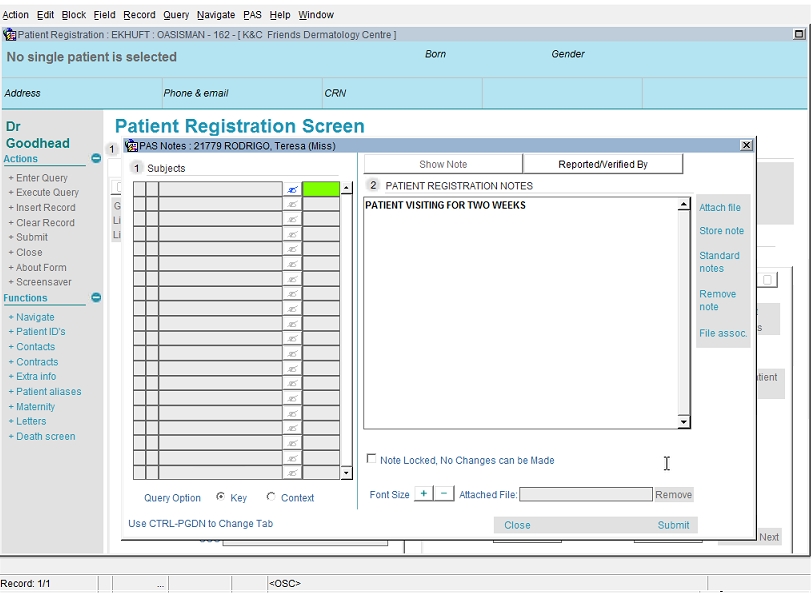 Action Edit Block Field Record Query Navigate PAS Help Window
Patient Registration : EKHUFT : OASISMAN - 162 - [ K&C Friends Dermatology Centre ]
No single patient is selected
Born
Gender
Address
Phone & email
CRN
Dr
Goodhead
Patient Registration Screen
Actions
+ Enter Query
+ Execute Query
+ Insert Record
+ Clear Record
+ Submit
+ Close
+ About Form
+ Screensaver
Functions
+ Navigate
+ Patient ID's
+ Contacts
+ Contracts
+ Extra info
+ Patient aliases
+ Maternity
+ Letters
+ Death screen
1
G
Li
Li
PAS Notes : 21779 RODRIGO, Teresa (Miss)
1 Subjects
Show Note
Reported/Verified By
2 PATIENT REGISTRATION NOTES
PATIENT VISITING FOR TWO WEEKS
Attach file
Store note
Standard
notes
Remove
note
File assoc.
Note Locked, No Changes can be Made
Query Option Key Context
Font Size + − Attached File: Remove
Use CTRL-PGDN to Change Tab
Close
Submit
s
tient
Next
Record: 1/1
...
<OSC>